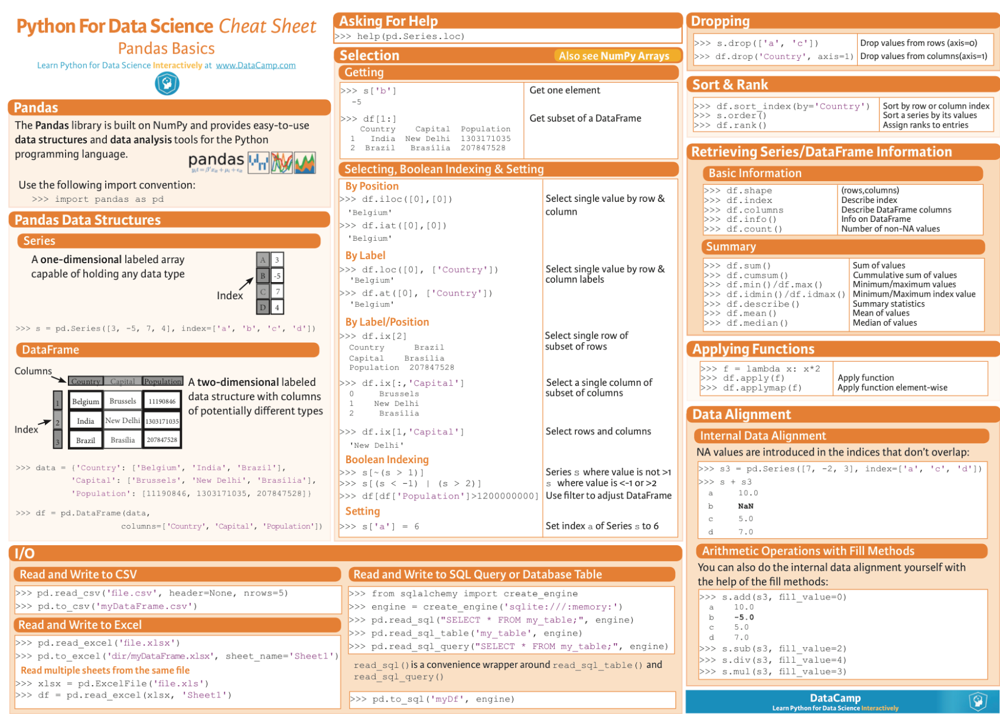 Python For Data Science Cheat Sheet
Pandas Basics
Learn Python for Data Science Interactively at www.DataCamp.com
Pandas
The Pandas library is built on NumPy and provides easy-to-use
data structures and data analysis tools for the Python
programming language.
pandas
Use the following import convention:
>>> import pandas as pd
Pandas Data Structures
Series
A one-dimensional labeled array
capable of holding any data type
Index
A 3
B -5
C 7
D 4
>>> s = pd.Series([3, -5, 7, 4], index=['a', 'b', 'c', 'd'])
DataFrame
Columns
Index
Country Capital Population
1 Belgium Brussels 11190846
2 India New Delhi 1303171035
3 Brazil Brasília 207847528
A two-dimensional labeled
data structure with columns
of potentially different types
>>> data = {'Country': ['Belgium', 'India', 'Brazil'],
'Capital': ['Brussels', 'New Delhi', 'Brasília'],
'Population': [11190846, 1303171035, 207847528]}
>>> df = pd.DataFrame(data,
columns=['Country', 'Capital', 'Population'])
Asking For Help
>>> help(pd.Series.loc)
Selection
Also see NumPy Arrays
Getting
>>> s['b'] Get one element
-5
>>> df[1:] Get subset of a DataFrame
Country Capital Population
1 India New Delhi 1303171035
2 Brazil Brasília 207847528
Selecting, Boolean Indexing & Setting
By Position
>>> df.iloc([0],[0]) Select single value by row &
'Belgium' column
>>> df.iat([0],[0])
'Belgium'
By Label
>>> df.loc([0], ['Country']) Select single value by row &
'Belgium' column labels
>>> df.at([0], ['Country'])
'Belgium'
By Label/Position
>>> df.ix[2] Select single row of
Country Brazil subset of rows
Capital Brasília
Population 207847528
>>> df.ix[:,'Capital'] Select a single column of
0 Brussels subset of columns
1 New Delhi
2 Brasília
>>> df.ix[1,'Capital'] Select rows and columns
'New Delhi'
Boolean Indexing
>>> s[~(s > 1)] Series s where value is not >1
>>> s[(s < -1) | (s > 2)] s where value is <-1 or >2
>>> df[df['Population']>1200000000] Use filter to adjust DataFrame
Setting
>>> s['a'] = 6 Set index a of Series s to 6
I/O
Read and Write to CSV
>>> pd.read_csv('file.csv', header=None, nrows=5)
>>> pd.to_csv('myDataFrame.csv')
Read and Write to Excel
>>> pd.read_excel('file.xlsx')
>>> pd.to_excel('dir/myDataFrame.xlsx', sheet_name='Sheet1')
Read multiple sheets from the same file
>>> xlsx = pd.ExcelFile('file.xls')
>>> df = pd.read_excel(xlsx, 'Sheet1')
Read and Write to SQL Query or Database Table
>>> from sqlalchemy import create_engine
>>> engine = create_engine('sqlite:///:memory:')
>>> pd.read_sql("SELECT * FROM my_table;", engine)
>>> pd.read_sql_table('my_table', engine)
>>> pd.read_sql_query("SELECT * FROM my_table;", engine)
read_sql() is a convenience wrapper around read_sql_table() and
read_sql_query()
>>> pd.to_sql('myDf', engine)
Dropping
>>> s.drop(['a', 'c']) Drop values from rows (axis=0)
>>> df.drop('Country', axis=1) Drop values from columns(axis=1)
Sort & Rank
>>> df.sort_index(by='Country') Sort by row or column index
>>> s.order() Sort a series by its values
>>> df.rank() Assign ranks to entries
Retrieving Series/DataFrame Information
Basic Information
>>> df.shape (rows,columns)
>>> df.index Describe index
>>> df.columns Describe DataFrame columns
>>> df.info() Info on DataFrame
>>> df.count() Number of non-NA values
Summary
>>> df.sum() Sum of values
>>> df.cumsum() Cummulative sum of values
>>> df.min()/df.max() Minimum/maximum values
>>> df.idmin()/df.idmax() Minimum/Maximum index value
>>> df.describe() Summary statistics
>>> df.mean() Mean of values
>>> df.median() Median of values
Applying Functions
>>> f = lambda x: x*2
>>> df.apply(f) Apply function
>>> df.applymap(f) Apply function element-wise
Data Alignment
Internal Data Alignment
NA values are introduced in the indices that don't overlap:
>>> s3 = pd.Series([7, -2, 3], index=['a', 'c', 'd'])
>>> s + s3
a 10.0
b NaN
c 5.0
d 7.0
Arithmetic Operations with Fill Methods
You can also do the internal data alignment yourself with
the help of the fill methods:
>>> s.add(s3, fill_value=0)
a 10.0
b -5.0
c 5.0
d 7.0
>>> s.sub(s3, fill_value=2)
>>> s.div(s3, fill_value=4)
>>> s.mul(s3, fill_value=3)
DataCamp
Learn Python for Data Science Interactively